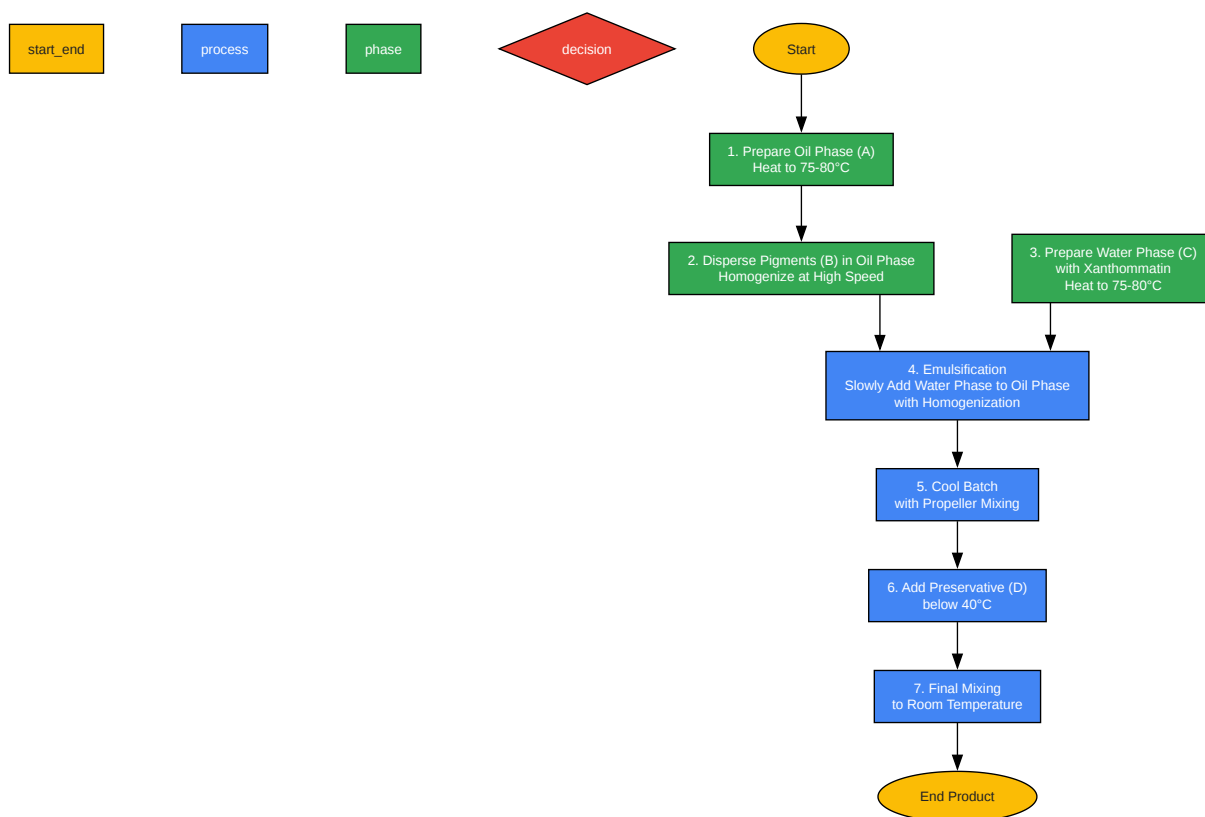 start_end
process
phase
decision
Start
1. Prepare Oil Phase (A)
Heat to 75-80°C
2. Disperse Pigments (B) in Oil Phase
Homogenize at High Speed
3. Prepare Water Phase (C)
with Xanthommatin
Heat to 75-80°C
4. Emulsification
Slowly Add Water Phase to Oil Phase
with Homogenization
5. Cool Batch
with Propeller Mixing
6. Add Preservative (D)
below 40°C
7. Final Mixing
to Room Temperature
End Product